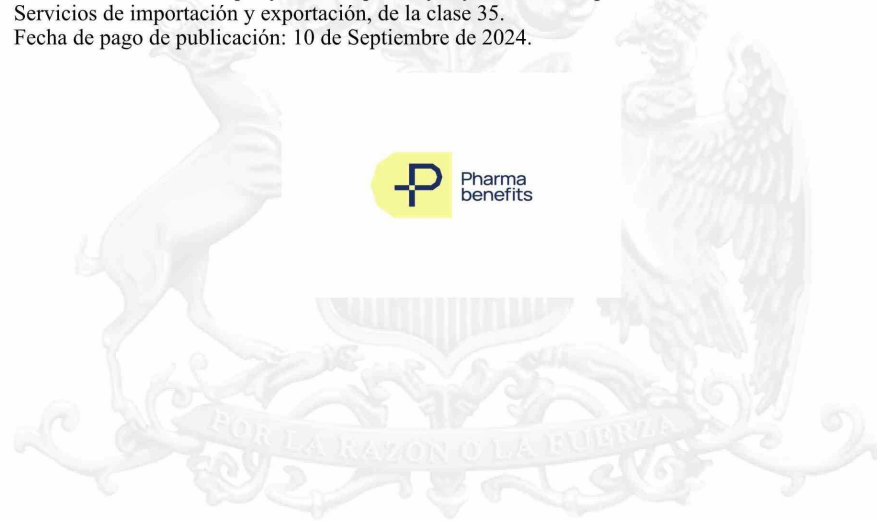 Servicios de importación y exportación, de la clase 35.
Fecha de pago de publicación: 10 de Septiembre de 2024.
P
Pharma
benefits
POR LA RAZÓN O LA FUERZA